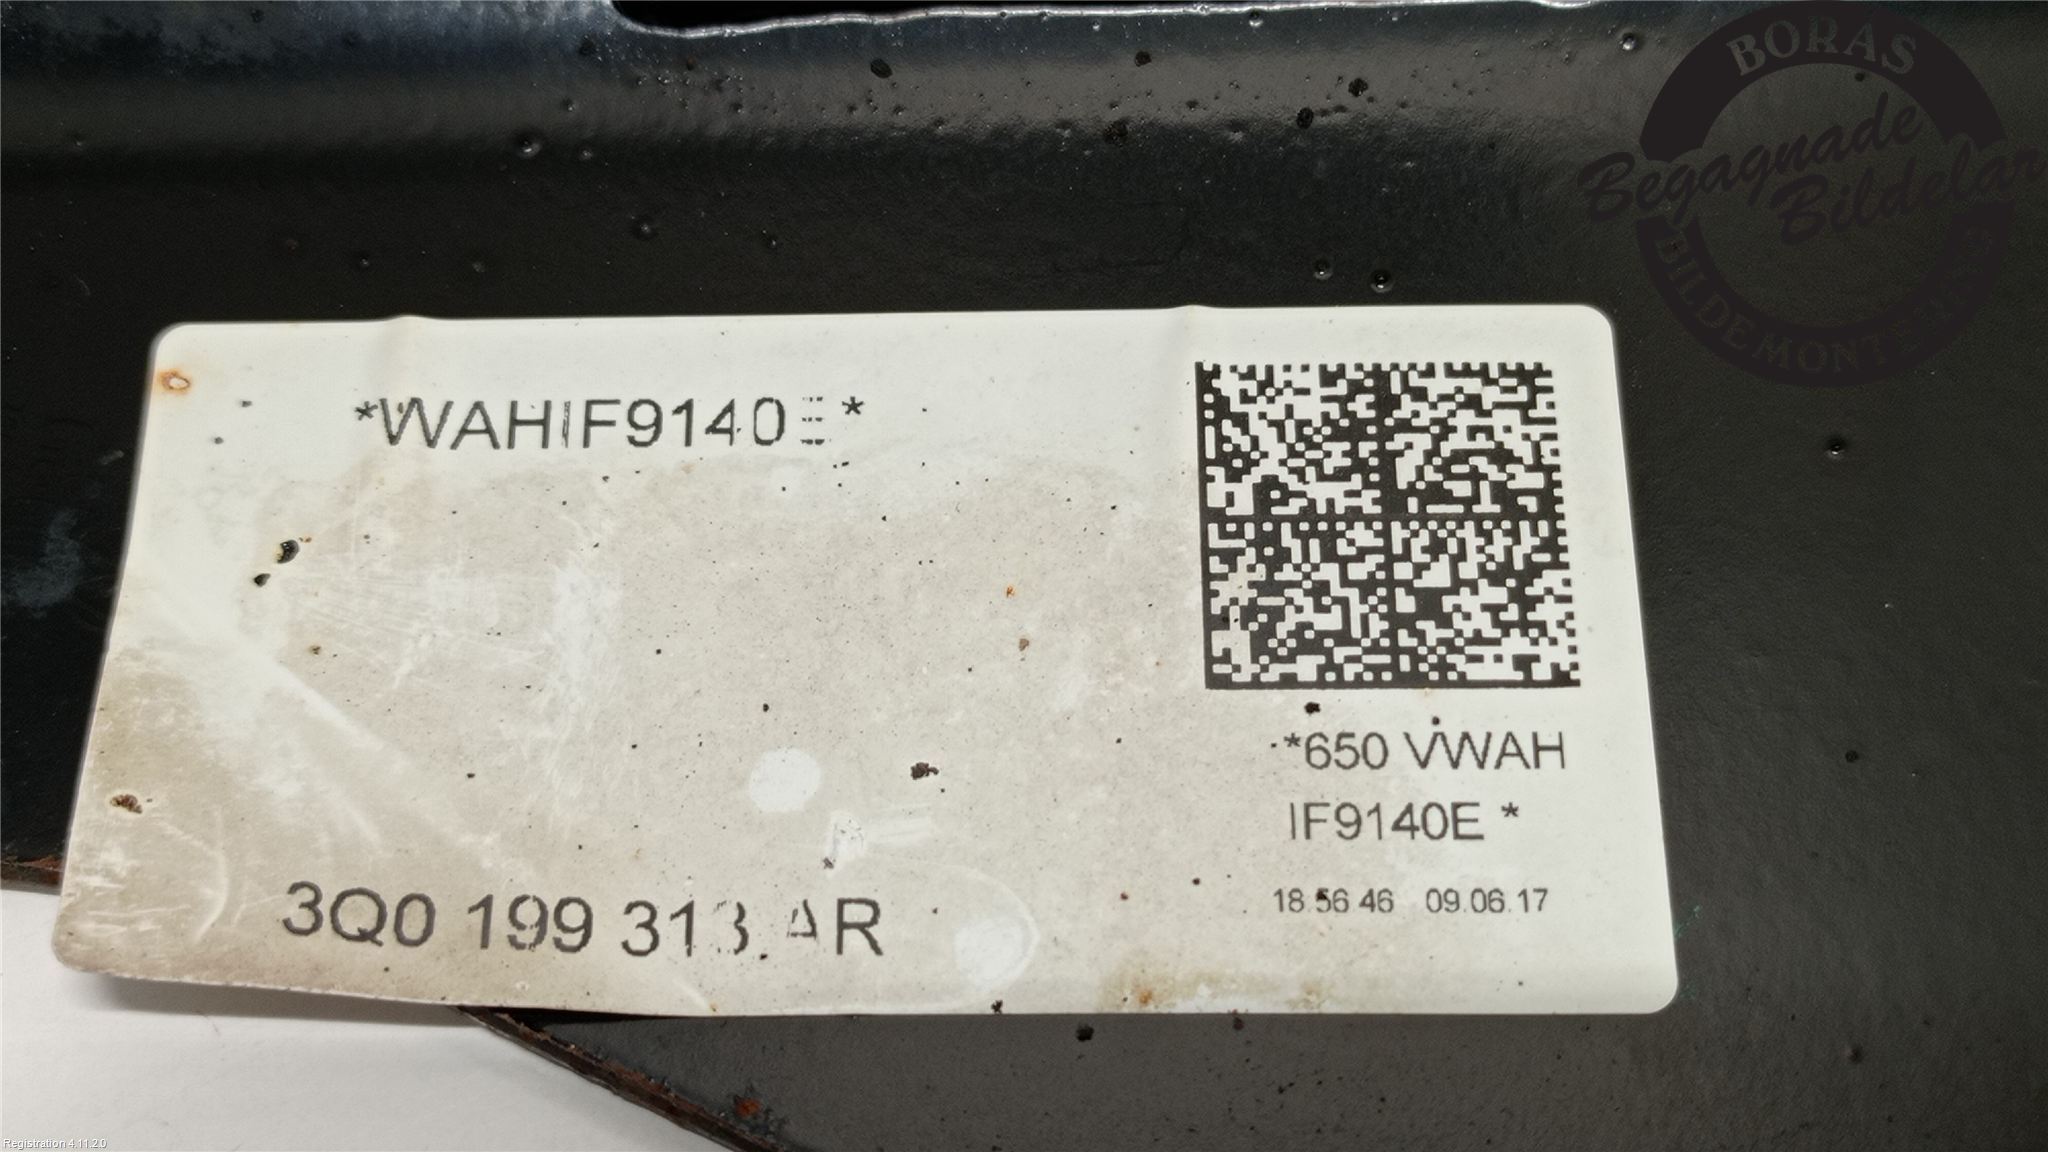 BORAS
Begagnade
Bildelar
BILDEMONTERING
*WAHIF9140E*
*650 VWAH
IF9140E *
18.56 46 09.06.17
3Q0 199 313 AR
Registration 4.11.2.0